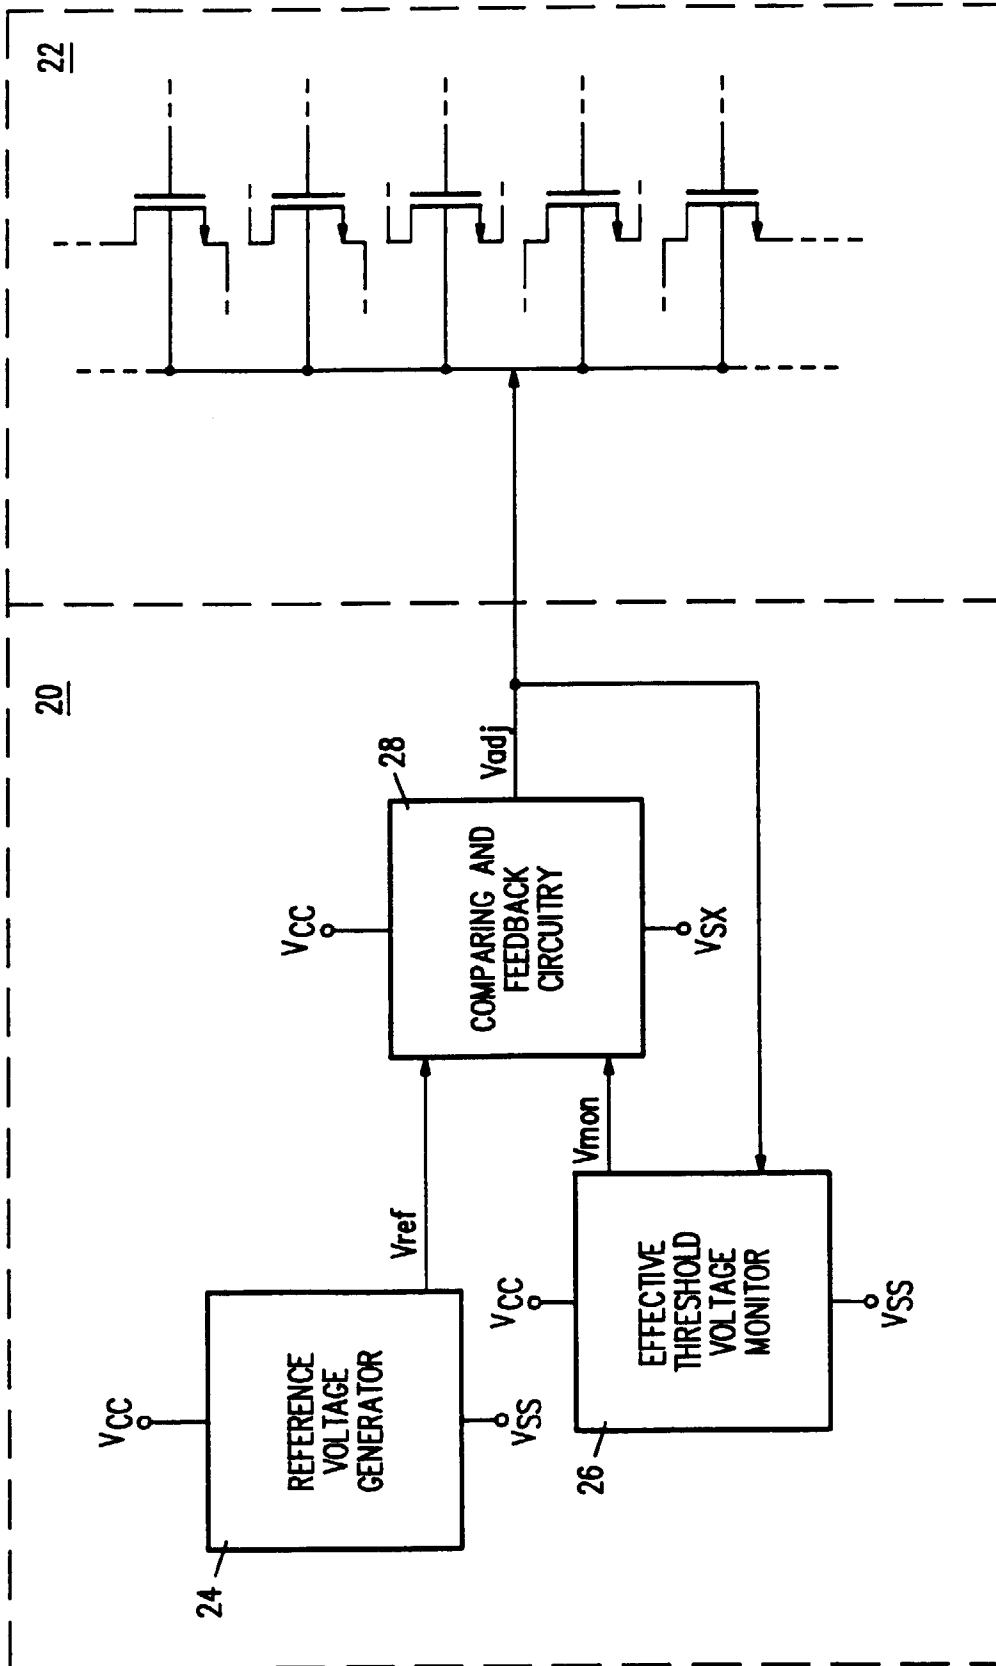 20
22
VCC
REFERENCE
VOLTAGE
GENERATOR
24
VSS
Vref
VCC
EFFECTIVE
THRESHOLD
VOLTAGE
MONITOR
26
VSS
Vmon
VCC
COMPARING AND
FEEDBACK
CIRCUITRY
28
VSX
Vadj